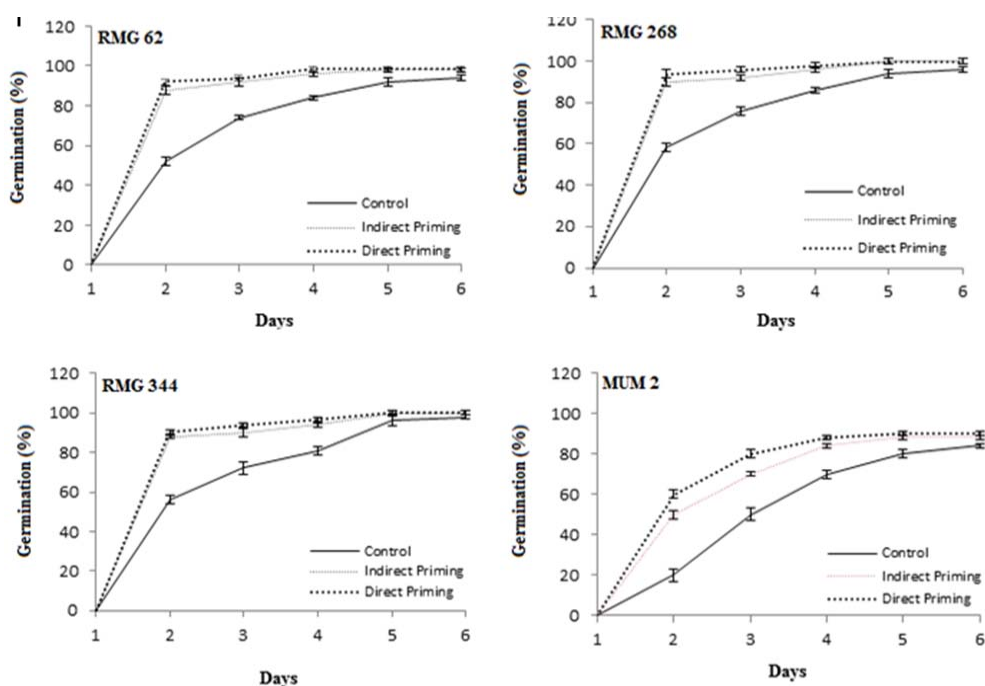 RMG 62
120
100
80
60
40
20
0
Germination (%)
Control
Indirect Priming
Direct Priming
1 2 3 4 5 6
Days
RMG 268
120
100
80
60
40
20
0
Germination (%)
Control
Indirect Priming
Direct Priming
1 2 3 4 5 6
Days
RMG 344
120
100
80
60
40
20
0
Germination (%)
Control
Indirect Priming
Direct Priming
1 2 3 4 5 6
Days
MUM 2
120
100
80
60
40
20
0
Germination (%)
Control
Indirect Priming
Direct Priming
1 2 3 4 5 6
Days